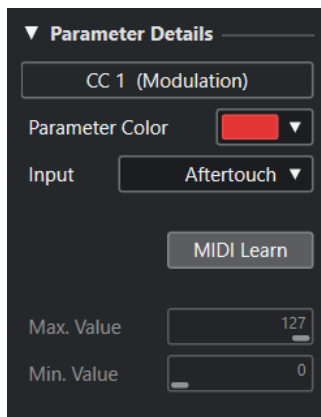 Parameter Details
CC 1 (Modulation)
Parameter Color
Input Aftertouch
MIDI Learn
Max. Value 127
Min. Value 0